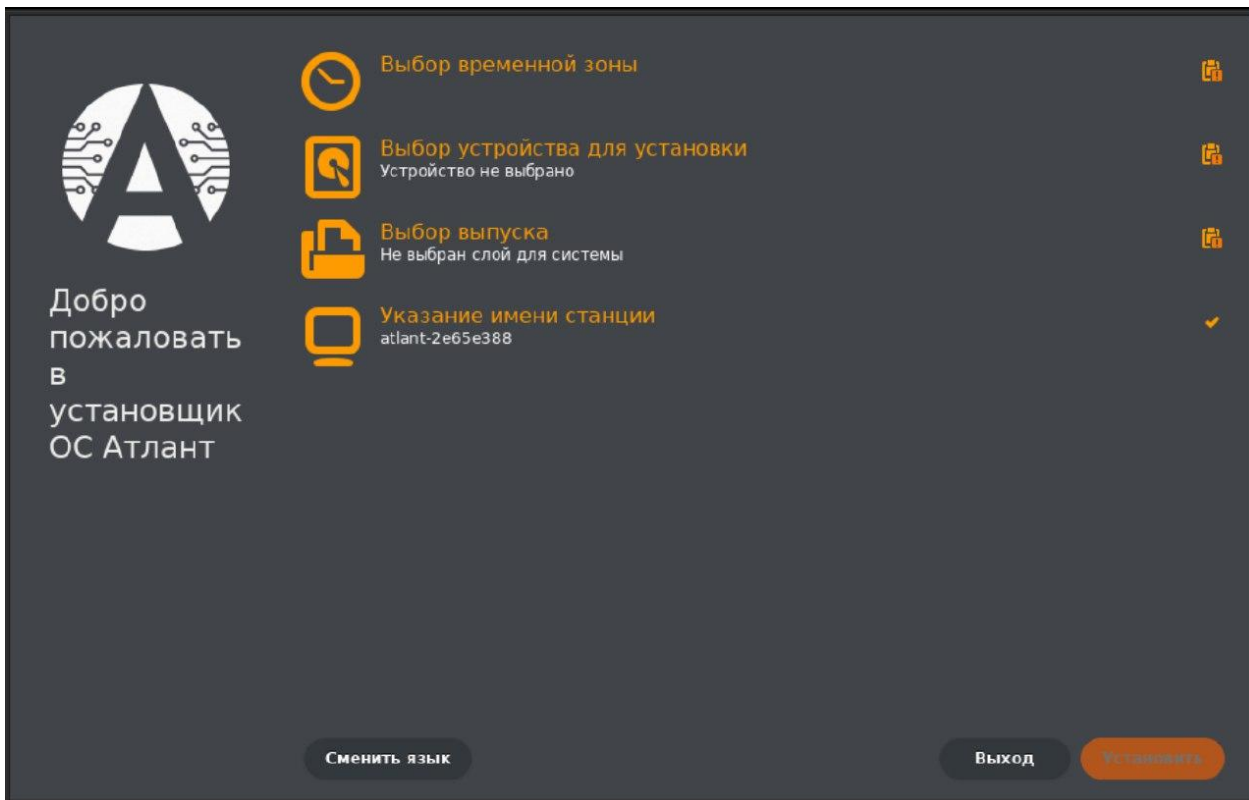 Добро
пожаловать
в
установщик
ОС Атлант
Выбор временной зоны
Выбор устройства для установки
Устройство не выбрано
Выбор выпуска
Не выбран слой для системы
Указание имени станции
atlant-2e65e388
Сменить язык
Выход
Установить